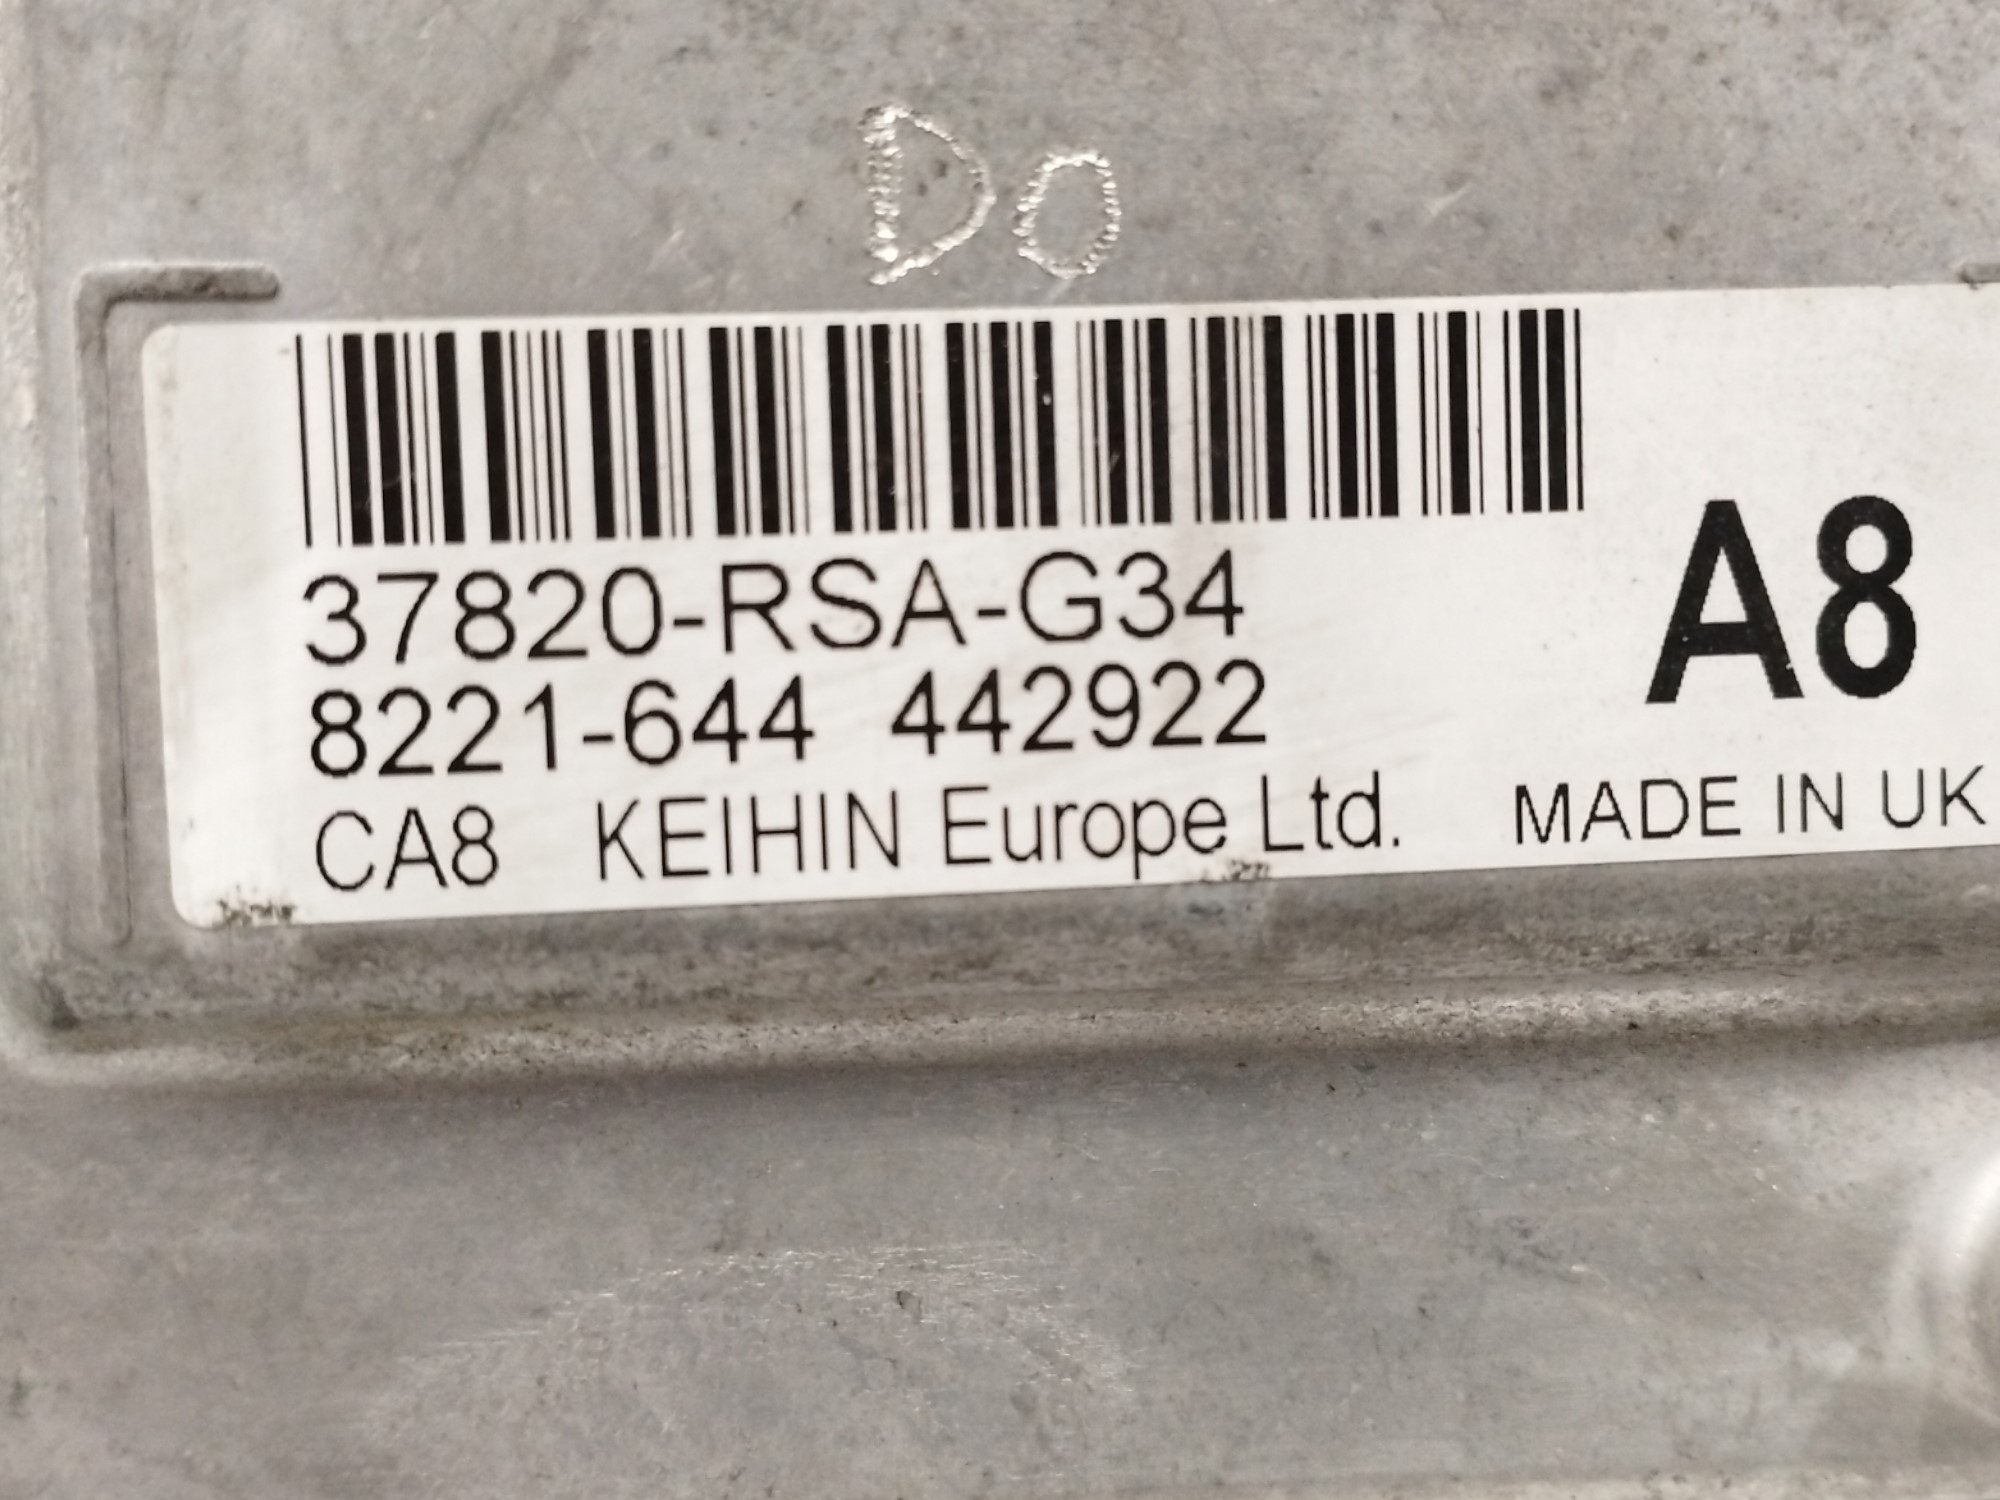 DO
37820-RSA-G34
8221-644 442922
A8
CA8 KEIHIN Europe Ltd. MADE IN UK